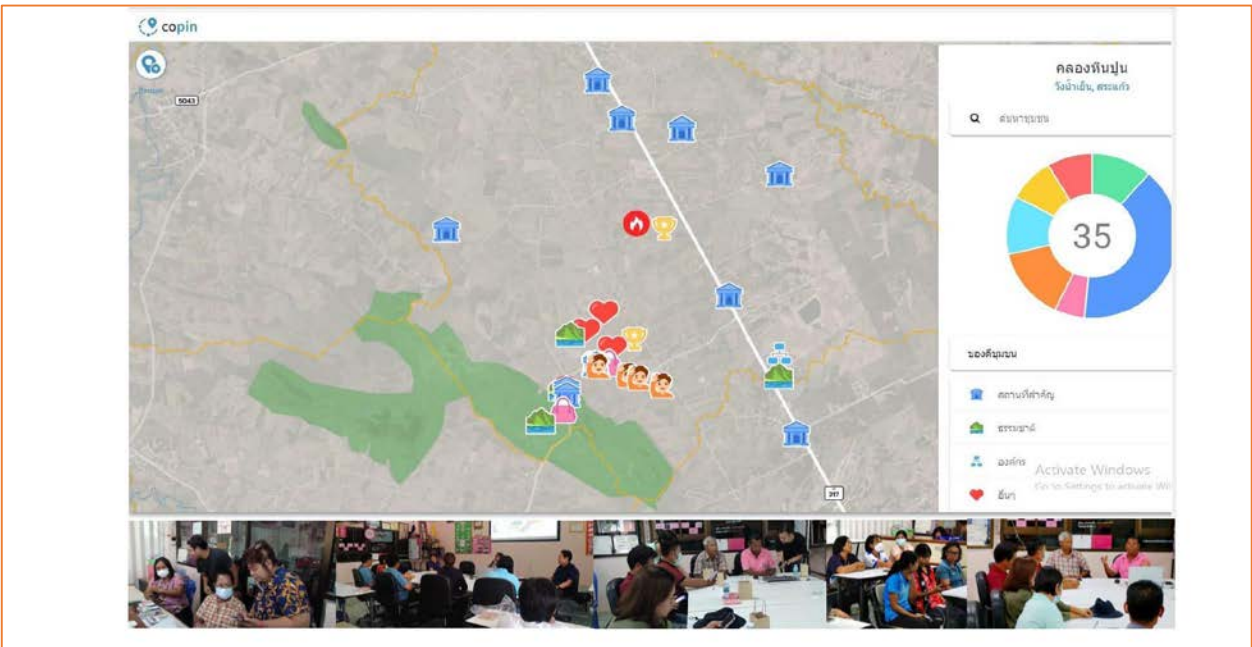 copin
5043
317
คลองหินปูน
วังน้ำเย็น, สระแก้ว
ค้นหาชุมชน
35
ของดีชุมชน
สถานที่สำคัญ
ธรรมชาติ
องค์กร
อื่นๆ
Activate Windows
Go to Settings to activate Wi